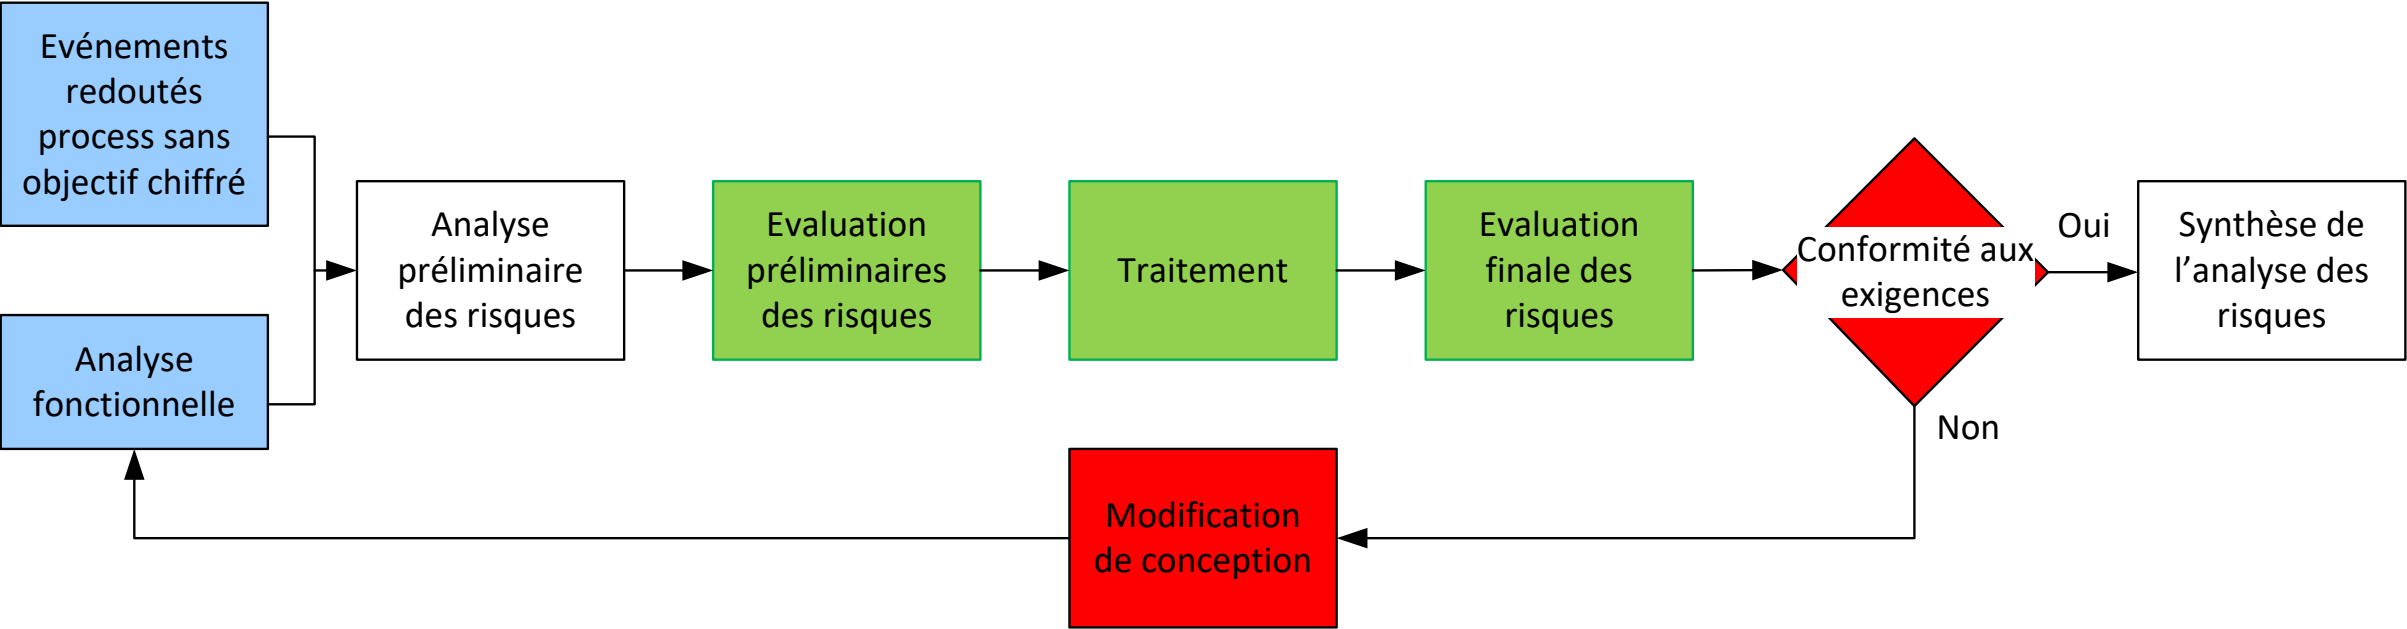 Evénements
redoutés
process sans
objectif chiffré
Analyse
fonctionnelle
Analyse
préliminaire
des risques
Evaluation
préliminaires
des risques
Traitement
Evaluation
finale des
risques
Conformité aux
exigences
Oui
Synthèse de
l’analyse des
risques
Non
Modification
de conception